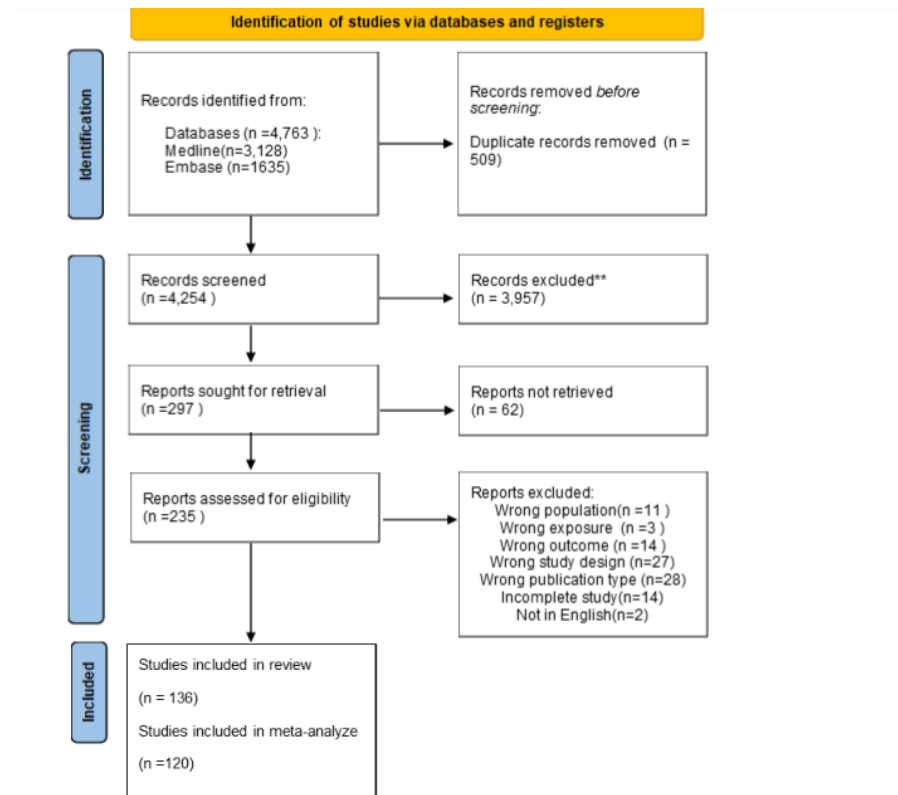 Identification of studies via databases and registers
Identification
Records identified from:
Databases (n =4,763 ):
Medline(n=3,128)
Embase (n=1635)
Records removed before
screening:
Duplicate records removed (n =
509)
Screening
Records screened
(n =4,254 )
Records excluded**
(n = 3,957)
Reports sought for retrieval
(n =297 )
Reports not retrieved
(n = 62)
Reports assessed for eligibility
(n =235 )
Reports excluded:
Wrong population(n =11 )
Wrong exposure (n =3 )
Wrong outcome (n =14 )
Wrong study design (n=27)
Wrong publication type (n=28)
Incomplete study(n=14)
Not in English(n=2)
Included
Studies included in review
(n = 136)
Studies included in meta-analyze
(n =120)